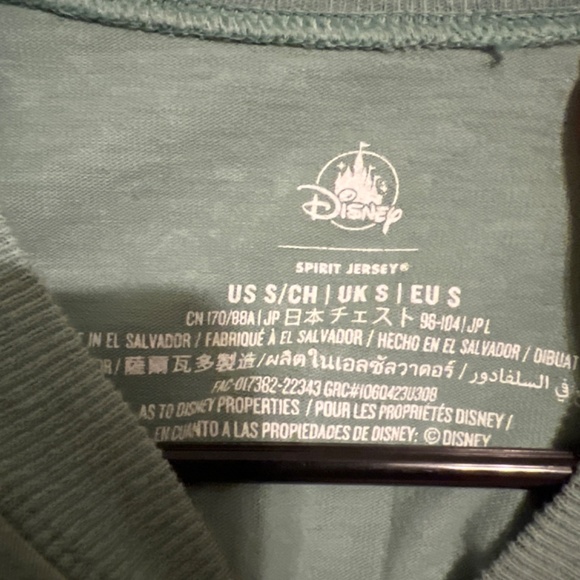 Disney
SPIRIT JERSEY®
US S/CH | UK S | EU S
CN 170/88A | JP 日本 チェスト 96-104 | JP L
IN EL SALVADOR / FABRIQUÉ À EL SALVADOR / HECHO EN EL SALVADOR / DIBUAT
薩爾瓦多製造/ผลิตในเอลซัลวาดอร์/ في السلفادور
FAC-017382-22343 GRC#1060423U308
AS TO DISNEY PROPERTIES / POUR LES PROPRIETÉS DISNEY /
EN CUANTO A LAS PROPIEDADES DE DISNEY: © DISNEY